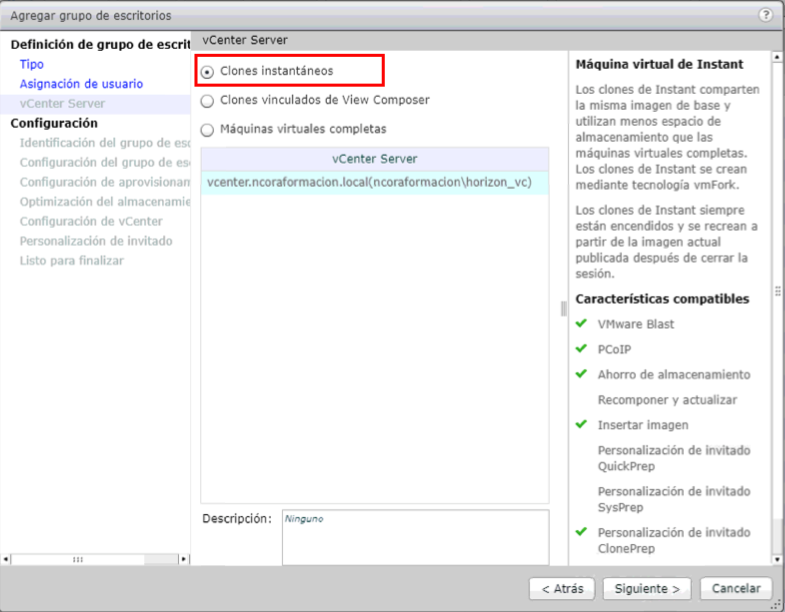 Agregar grupo de escritorios
?
Definición de grupo de escrit
Tipo
Asignación de usuario
vCenter Server
Configuración
Identificación del grupo de esc
Configuración del grupo de es
Configuración de aprovisionam
Optimización del almacenamie
Configuración de vCenter
Personalización de invitado
Listo para finalizar
vCenter Server
Clones instantáneos
Clones vinculados de View Composer
Máquinas virtuales completas
vCenter Server
vcenter.ncoraformacion.local(ncoraformacion\horizon_vc)
Descripción:
Ninguno
Máquina virtual de Instant
Los clones de Instant comparten
la misma imagen de base y
utilizan menos espacio de
almacenamiento que las
máquinas virtuales completas.
Los clones de Instant se crean
mediante tecnología vmFork.
Los clones de Instant siempre
están encendidos y se recrean a
partir de la imagen actual
publicada después de cerrar la
sesión.
Características compatibles
VMware Blast
PCoIP
Ahorro de almacenamiento
Recomponer y actualizar
Insertar imagen
Personalización de invitado
QuickPrep
Personalización de invitado
SysPrep
Personalización de invitado
ClonePrep
< Atrás
Siguiente >
Cancelar